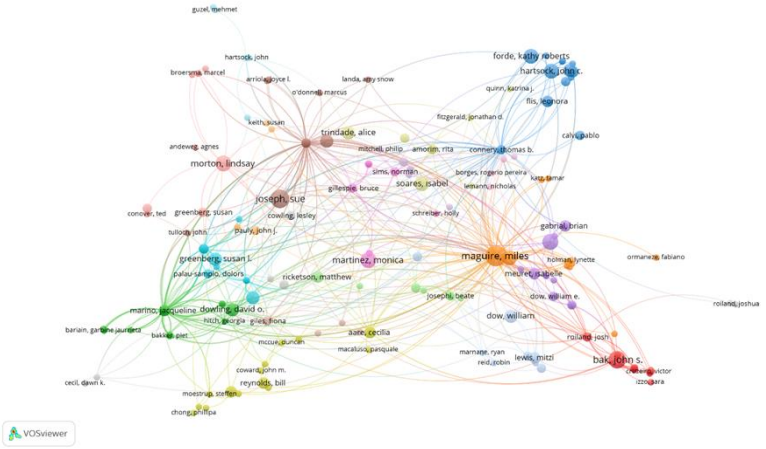 guzel, mehmet
hartsock, john
broersma, marcel
arriola, joyce l.
landa, amy snow
o'donnell, marcus
forde, kathy roberts
hartsock, john c.
quinn, katrina j.
flis, leonora
keith, susan
trindade, alice
fitzgerald, jonathan d.
calvi, pablo
andeweg, agnes
mitchell, philip
amorim, rita
connery, thomas b.
morton, lindsay
sims, norman
borges, rogerio pereira
gillespie, bruce
soares, isabel
lemann, nicholas
katz, tamar
joseph, sue
conover, ted
greenberg, susan
cowling, lesley
schreiber, holly
tulloch, john
pauly, john j.
gabrial, brian
greenberg, susan l.
martinez, monica
maguire, miles
holman, lynette
ormaneze, fabiano
palau-sampio, dolors
ricketson, matthew
meuret, isabelle
josephi, beate
dow, william e.
roiland, joshua
marino, jacqueline
dowling, david o.
hitch, georgia
giles, fiona
dow, william
bak, john s.
bakker, piet
aare, cecilia
roiland, josh
mccue, duncan
macaluso, pasquale
marnane, ryan
reid, robin
lewis, mitzi
coward, john m.
izzo, sara
cecil, dawn k.
reynolds, bill
moestrup, steffen
chong, phillipa
VOSviewer